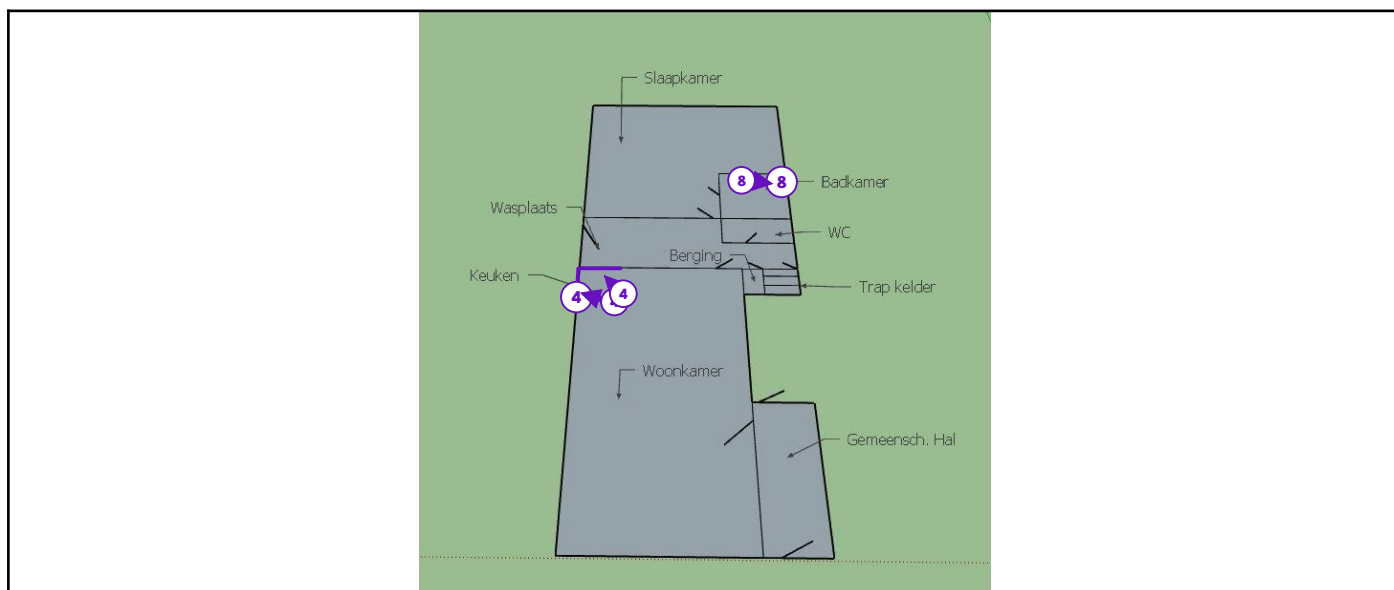 Slaapkamer
8
8
Badkamer
Wasplaats
WC
Berging
Keuken
Trap kelder
4
4
Woonkamer
Gemeensch. Hal